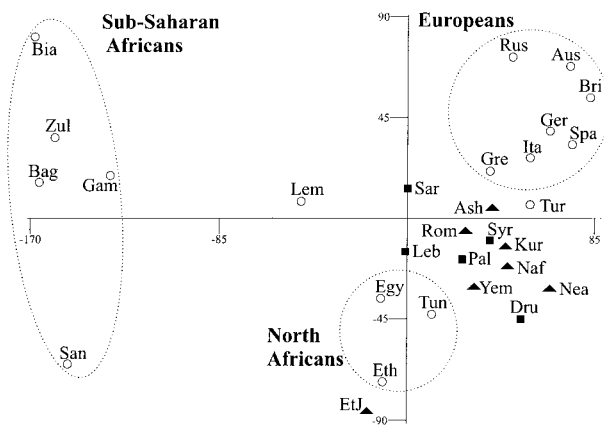 90
Sub-Saharan
Africans
Europeans
Bia
Rus
Aus
Bri
45
Zul
Ger
Spa
Ita
Bag
Gam
Gre
Lem
Sar
Ash
Tur
-170
-85
85
Rom
Syr
Kur
Leb
Pal
Naf
Egy
Yem
Nea
Tun
Dru
-45
North
Africans
San
Eth
EtJ
-90